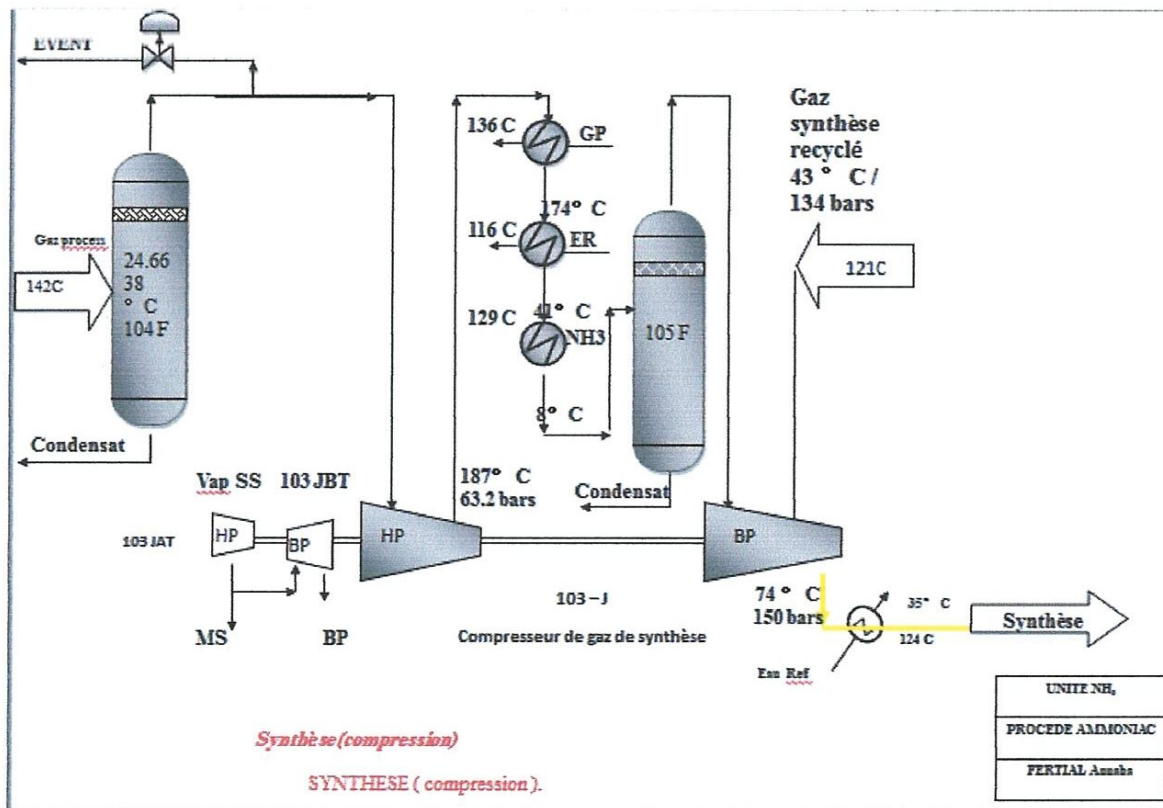 EVENT
Gaz process
142C
24.66
38
° C
104 F
Condensat
136 C
GP
174° C
116 C
ER
41° C
129 C
NH3
8° C
105 F
Condensat
Gaz
synthèse
recyclé
43 ° C /
134 bars
121C
Vap SS 103 JBT
103 JAT
HP
BP
HP
187° C
63.2 bars
BP
MS
BP
103 – J
Compresseur de gaz de synthèse
74 ° C
150 bars
35° C
124 C
Eau Ref
Synthèse
Synthèse(compression)
SYNTHESE ( compression ).
UNITE NH₃
PROCEDE AMMONIAC
FERTIAL Annaba